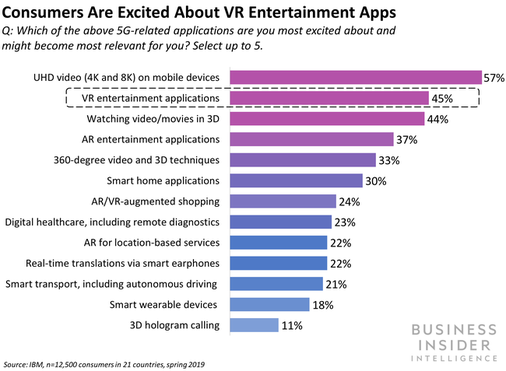 Consumers Are Excited About VR Entertainment Apps
Q: Which of the above 5G-related applications are you most excited about and
might become most relevant for you? Select up to 5.
UHD video (4K and 8K) on mobile devices 57%
VR entertainment applications 45%
Watching video/movies in 3D 44%
AR entertainment applications 37%
360-degree video and 3D techniques 33%
Smart home applications 30%
AR/VR-augmented shopping 24%
Digital healthcare, including remote diagnostics 23%
AR for location-based services 22%
Real-time translations via smart earphones 22%
Smart transport, including autonomous driving 21%
Smart wearable devices 18%
3D hologram calling 11%
BUSINESS
INSIDER
INTELLIGENCE
Source: IBM, n=12,500 consumers in 21 countries, spring 2019